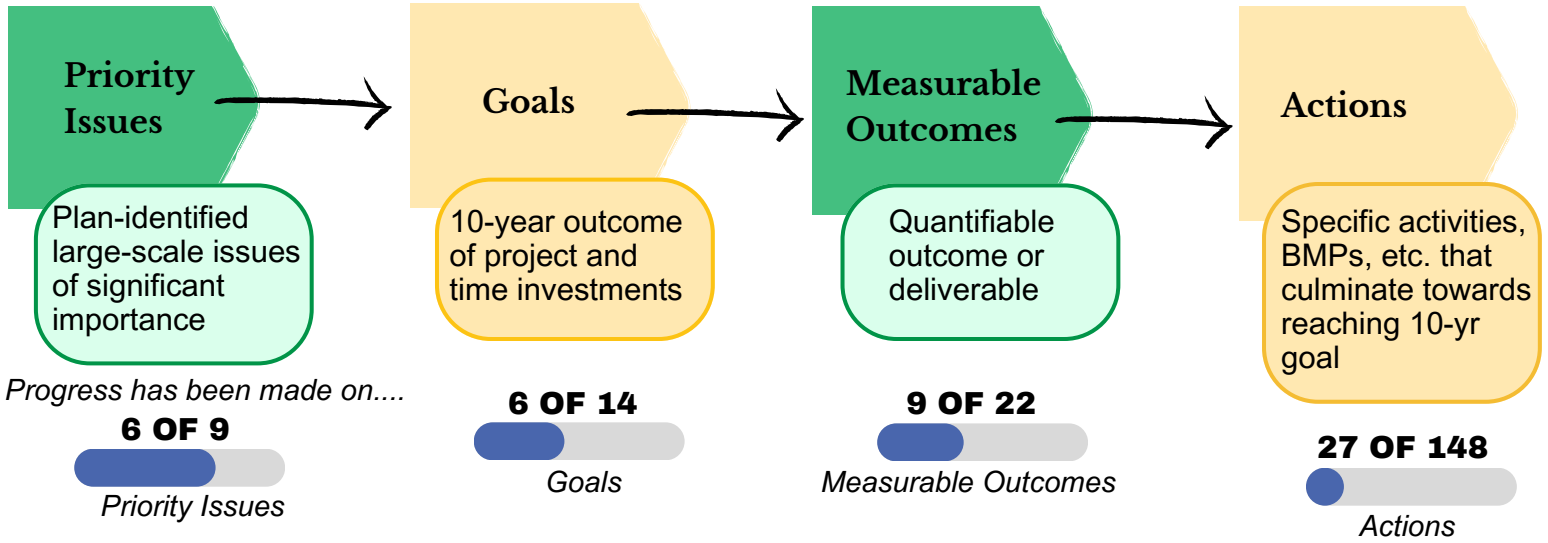 Priority
Issues
Goals
Measurable
Outcomes
Actions
Plan-identified
large-scale issues
of significant
importance
10-year outcome
of project and
time investments
Quantifiable
outcome or
deliverable
Specific activities,
BMPs, etc. that
culminate towards
reaching 10-yr
goal
Progress has been made on....
6 OF 9
Priority Issues
6 OF 14
Goals
9 OF 22
Measurable Outcomes
27 OF 148
Actions